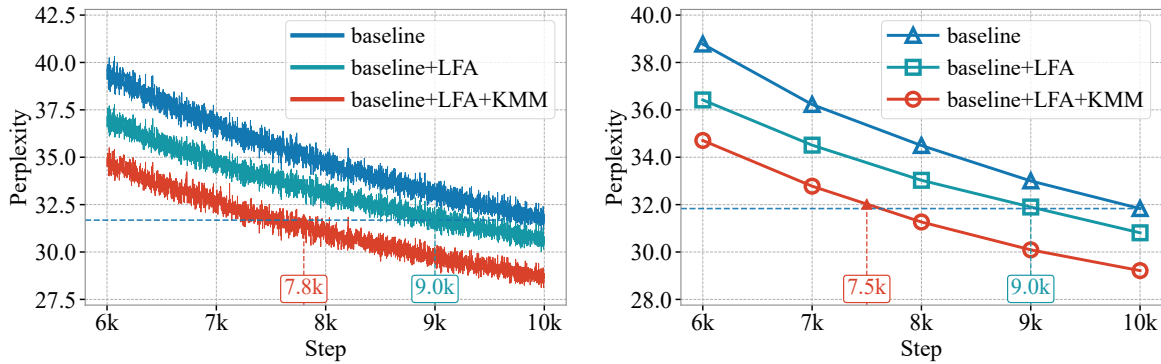 42.5
40.0
37.5
35.0
32.5
30.0
27.5
Perplexity
baseline
baseline+LFA
baseline+LFA+KMM
7.8k
9.0k
6k 7k 8k 9k 10k
Step
40.0
38.0
36.0
34.0
32.0
30.0
28.0
Perplexity
baseline
baseline+LFA
baseline+LFA+KMM
7.5k
9.0k
6k 7k 8k 9k 10k
Step